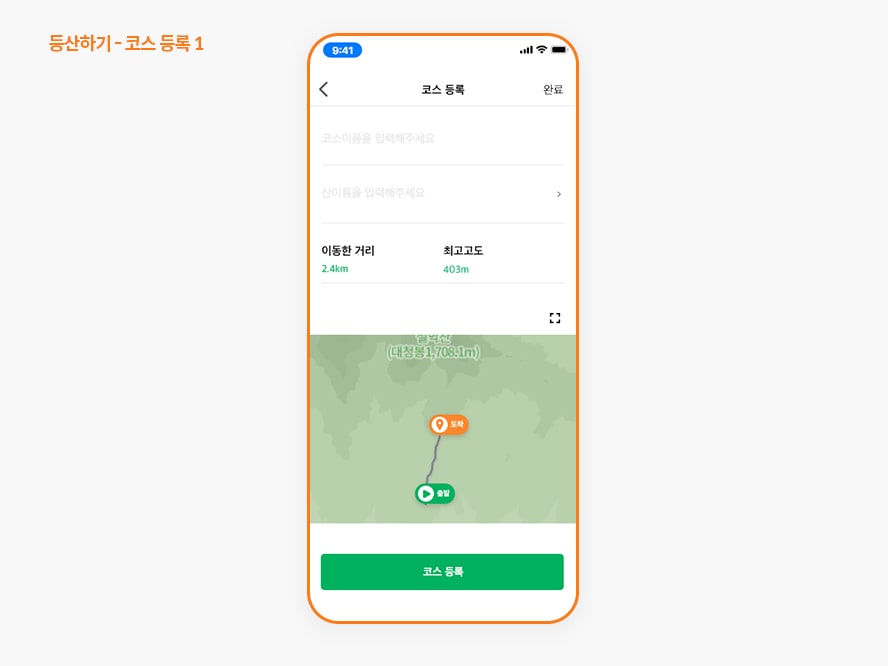 등산하기 - 코스 등록 1
9:41
코스 등록
완료
코스이름을 입력해주세요
산이름을 입력해주세요.
이동한 거리
최고고도
2.4km
403m
설악산
(대청봉1,708.1m)
도착
출발
코스 등록